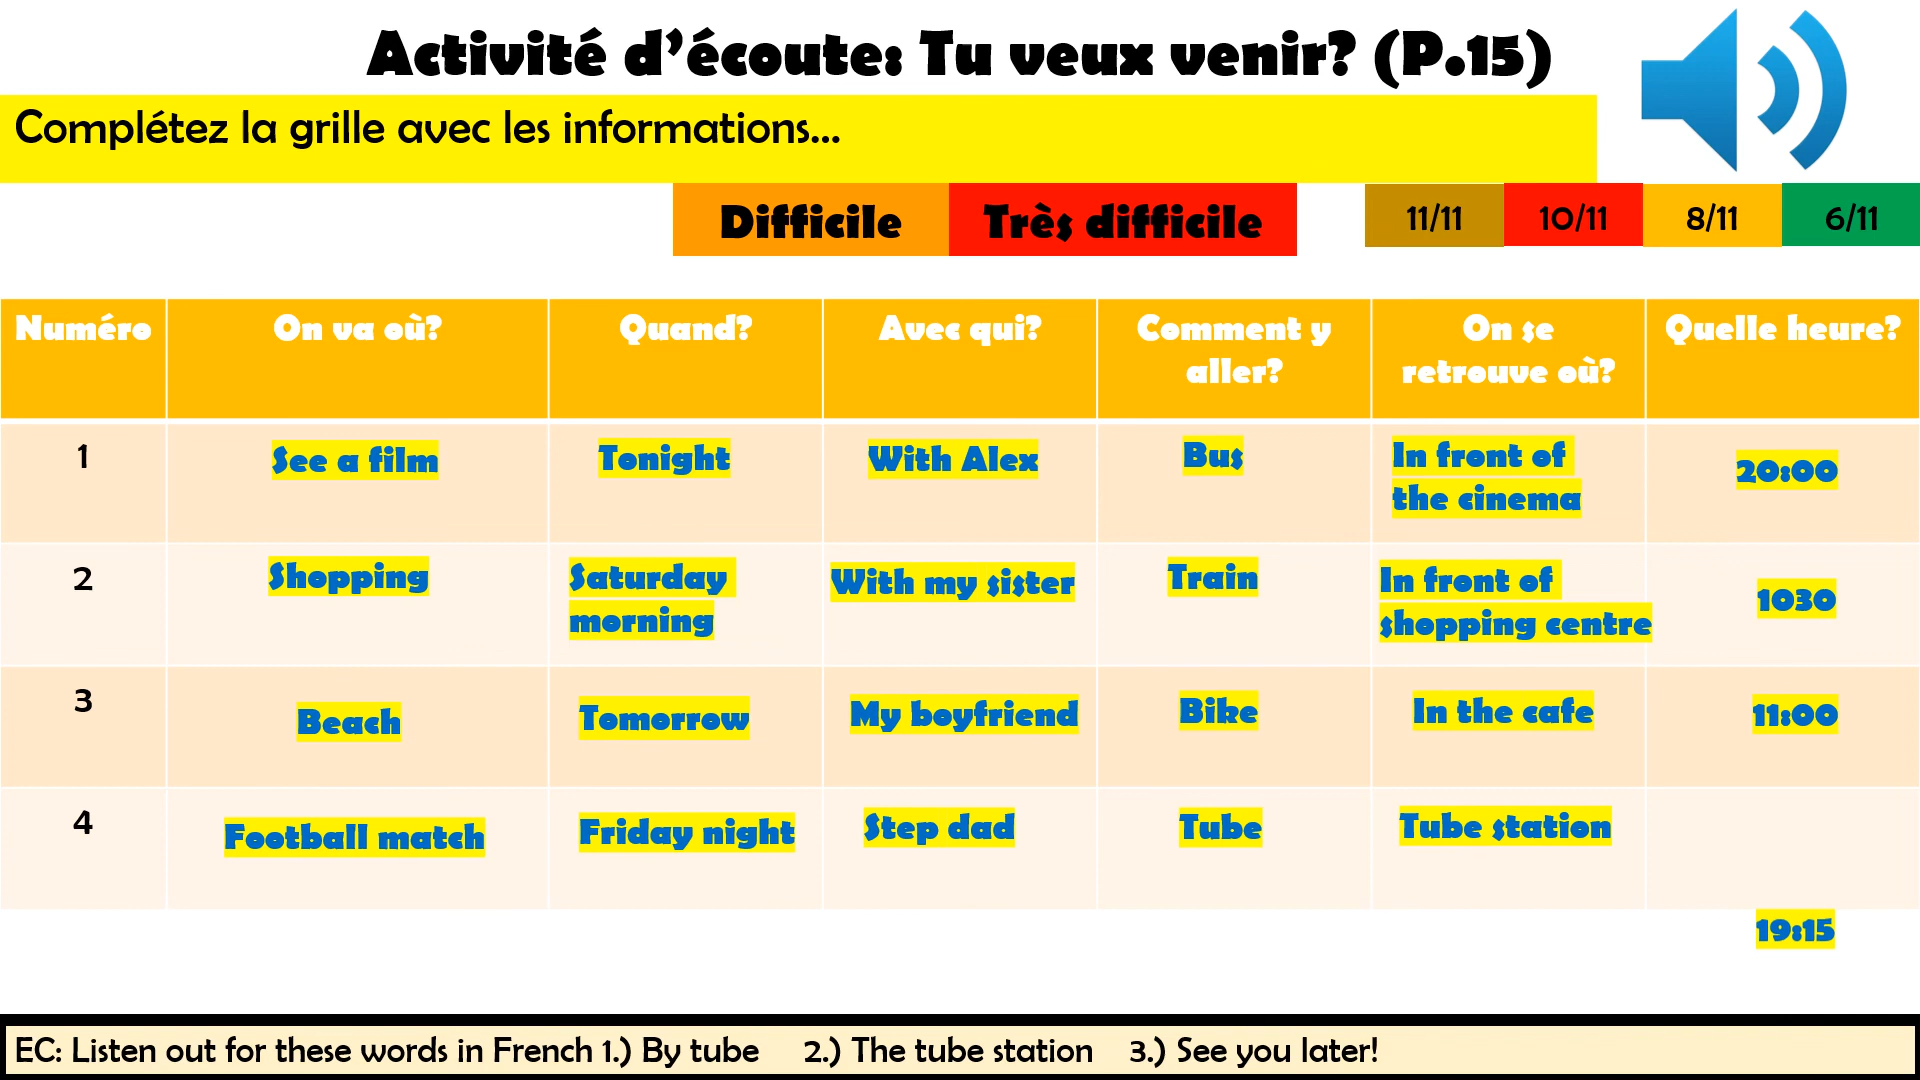 Activité d'écoute: Tu veux venir? (P.15)
Complétez la grille avec les informations...
Difficile Très difficile 11/11 10/11 8/11 6/11
Numéro On va où? Quand? Avec qui? Comment y aller? On se retrouve où? Quelle heure?
1 See a film Tonight With Alex Bus In front of the cinema 20:00
2 Shopping Saturday morning With my sister Train In front of shopping centre 1030
3 Beach Tomorrow My boyfriend Bike In the cafe 11:00
4 Football match Friday night Step dad Tube Tube station
19:15
EC: Listen out for these words in French 1.) By tube 2.) The tube station 3.) See you later!